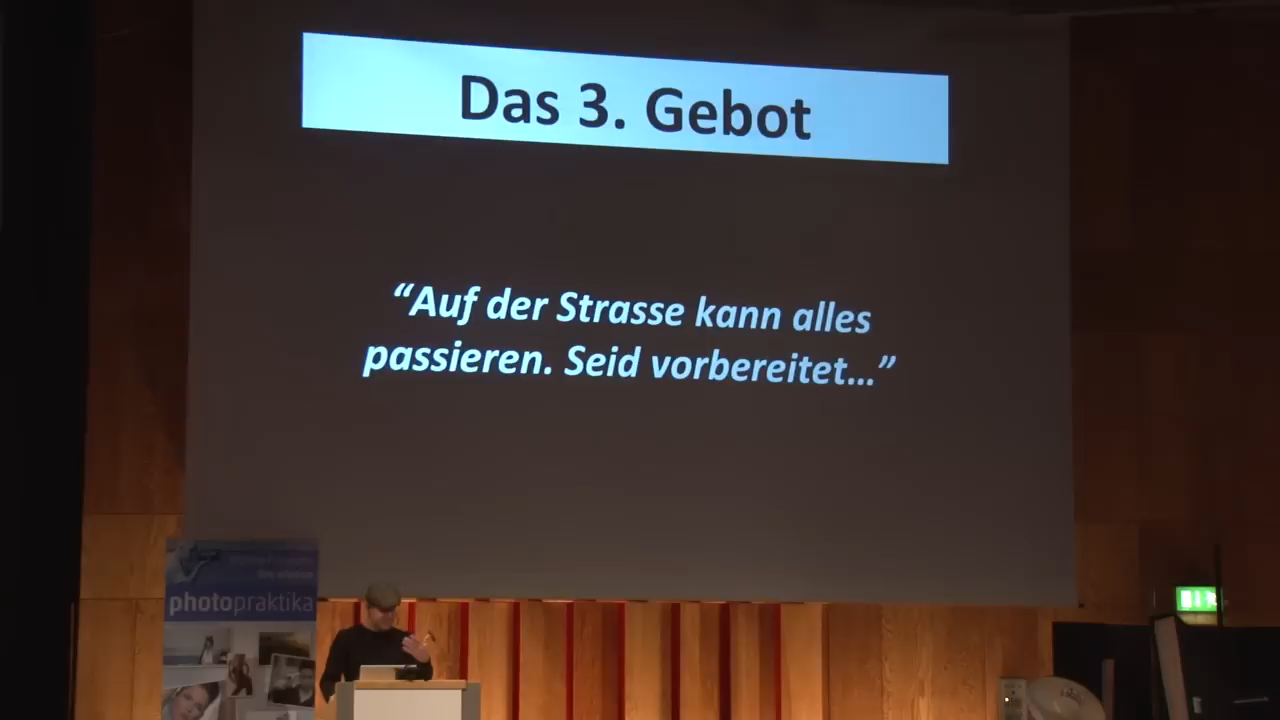 Das 3. Gebot
“Auf der Strasse kann alles
passieren. Seid vorbereitet...”
photopraktika